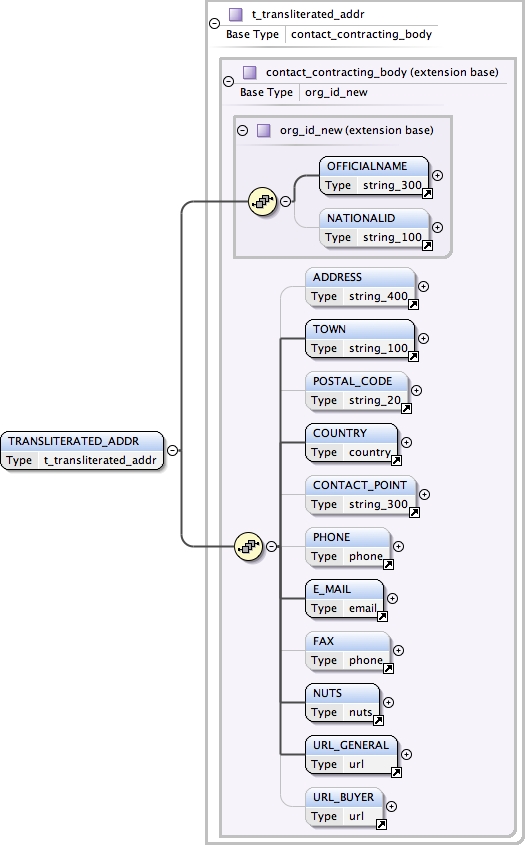 t_transliterated_addr
Base Type contact_contracting_body
contact_contracting_body (extension base)
Base Type org_id_new
org_id_new (extension base)
OFFICIALNAME
Type string_300
NATIONALID
Type string_100
ADDRESS
Type string_400
TOWN
Type string_100
POSTAL_CODE
Type string_20
TRANSLITERATED_ADDR
Type t_transliterated_addr
COUNTRY
Type country
CONTACT_POINT
Type string_300
PHONE
Type phone
E_MAIL
Type email
FAX
Type phone
NUTS
Type nuts
URL_GENERAL
Type url
URL_BUYER
Type url